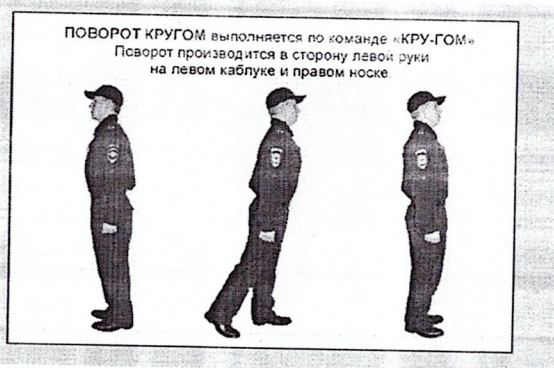 ПОВОРОТ КРУГОМ выполняется по команде «КРУ-ГОМ»
Поворот производится в сторону левой руки
на левом каблуке и правом носке.